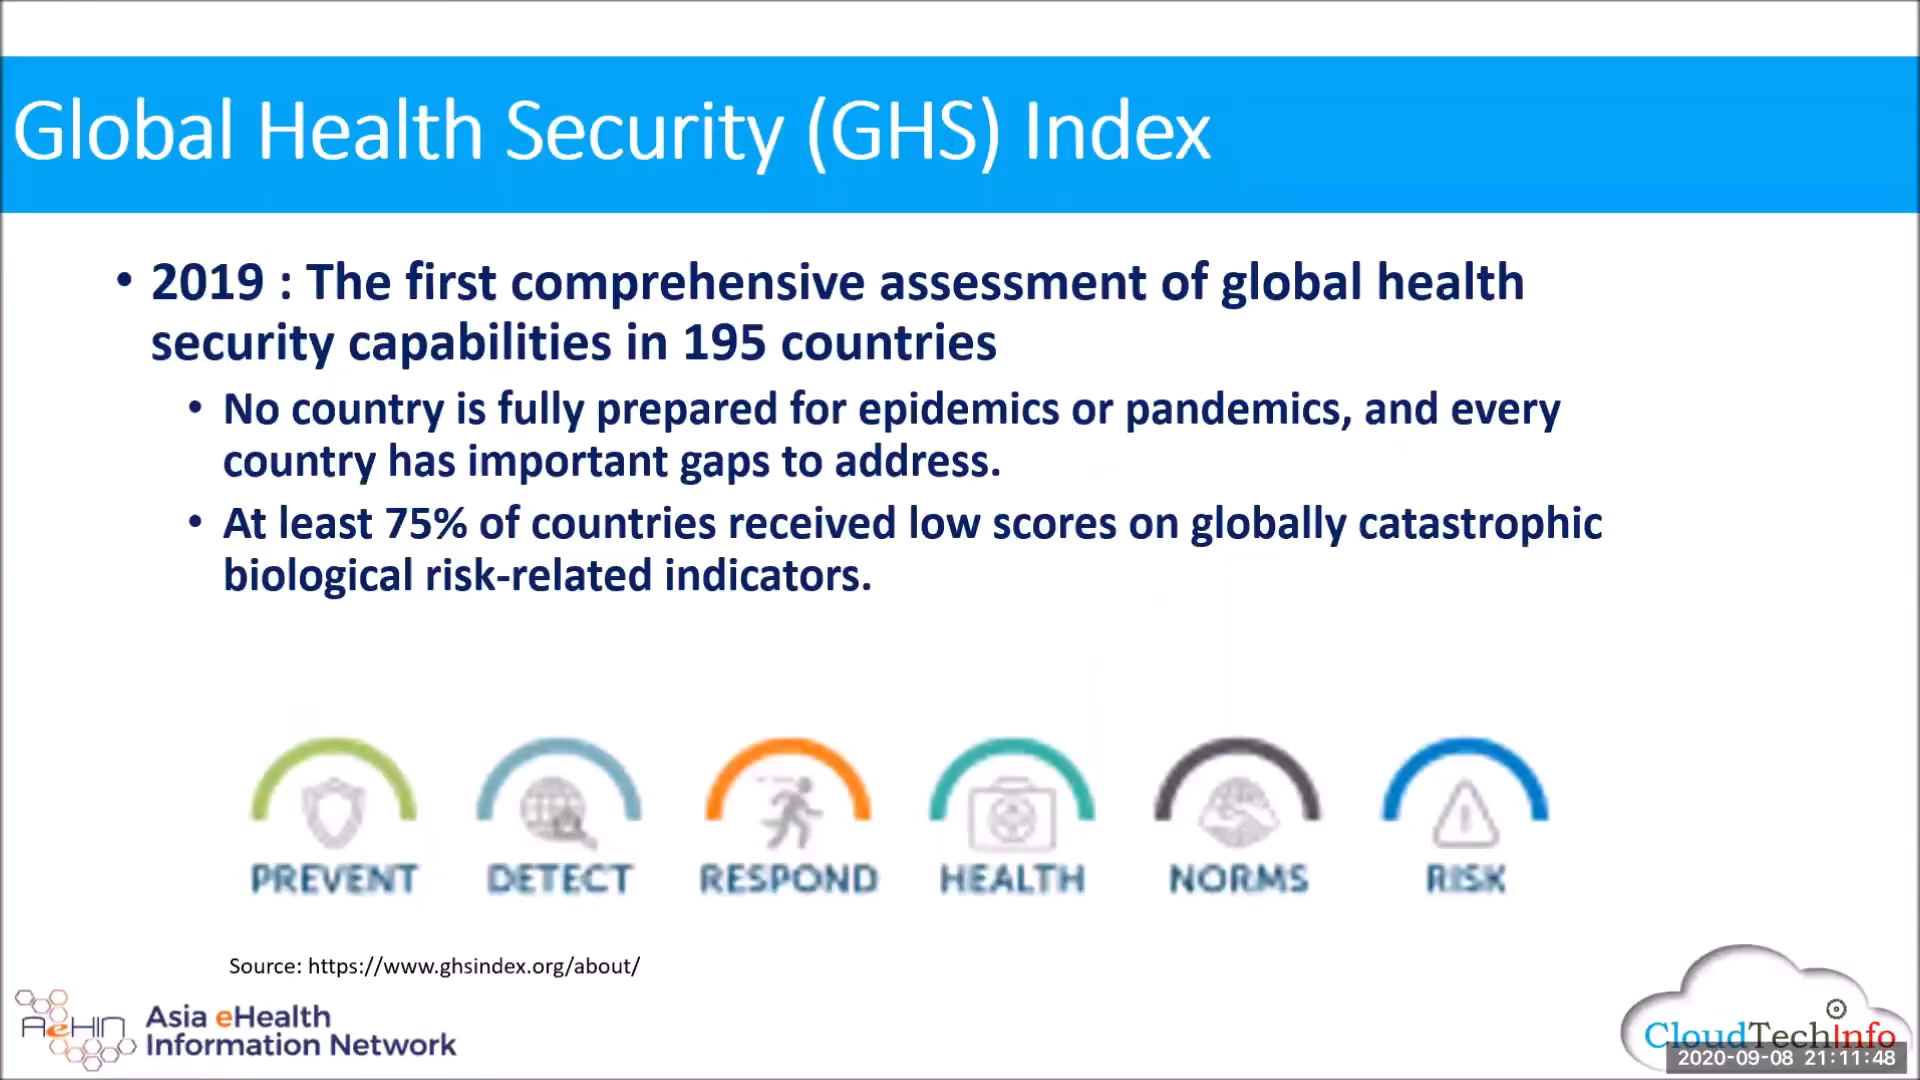 Global Health Security (GHS) Index
• 2019 : The first comprehensive assessment of global health
security capabilities in 195 countries
• No country is fully prepared for epidemics or pandemics, and every
country has important gaps to address.
• At least 75% of countries received low scores on globally catastrophic
biological risk-related indicators.
PREVENT DETECT RESPOND HEALTH NORMS RISK
Source: https://www.ghsindex.org/about/
AeHIN Asia eHealth
Information Network
CloudTechInfo
2020-09-08 21:11:48